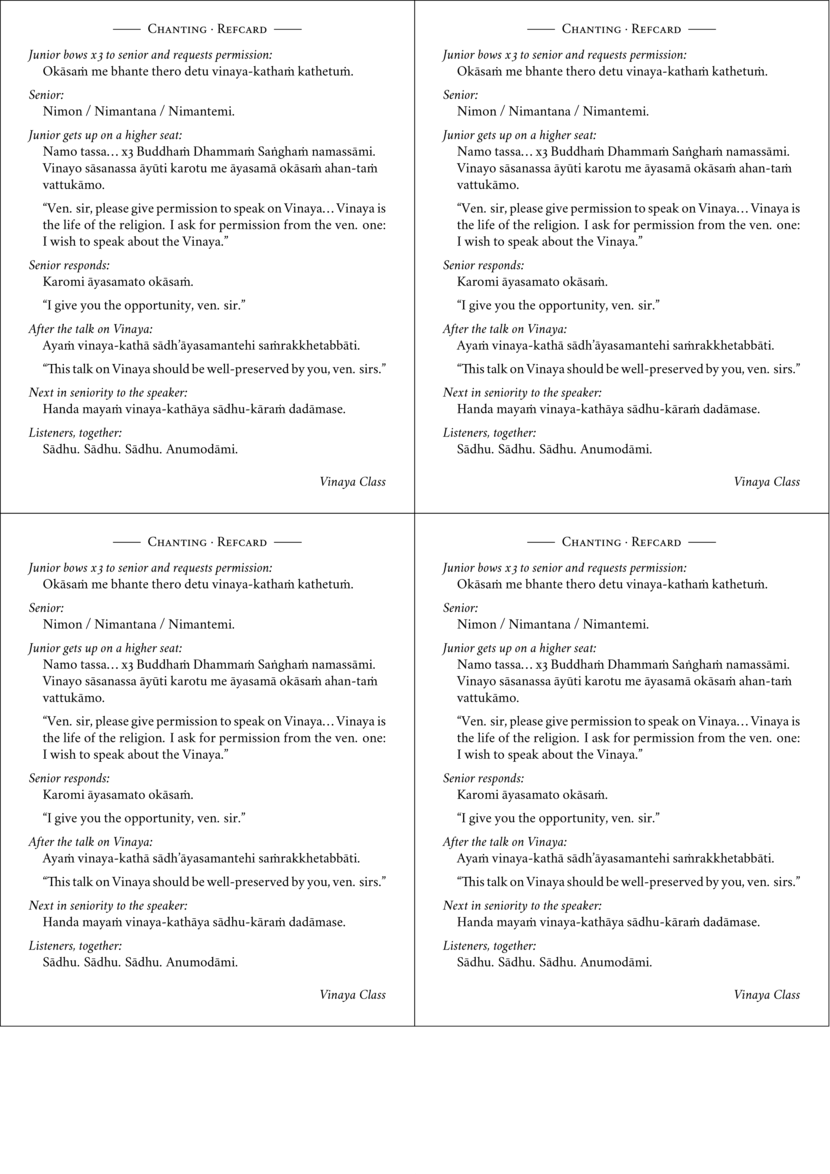 Chanting · Refcard
Junior bows x3 to senior and requests permission:
Okāsaṁ me bhante thero detu vinaya-kathaṁ kathetuṁ.
Senior:
Nimon / Nimantana / Nimantemi.
Junior gets up on a higher seat:
Namo tassa… x3 Buddhaṁ Dhammaṁ Saṅghaṁ namassāmi.
Vinayo sāsanassa āyūti karotu me āyasamā okāsaṁ ahan-taṁ
vattukāmo.
“Ven. sir, please give permission to speak on Vinaya… Vinaya is
the life of the religion. I ask for permission from the ven. one:
I wish to speak about the Vinaya.”
Senior responds:
Karomi āyasamato okāsaṁ.
“I give you the opportunity, ven. sir.”
After the talk on Vinaya:
Ayaṁ vinaya-kathā sādh’āyasamantehi saṁrakkhetabbāti.
“This talk on Vinaya should be well-preserved by you, ven. sirs.”
Next in seniority to the speaker:
Handa mayaṁ vinaya-kathāya sādhu-kāraṁ dadāmase.
Listeners, together:
Sādhu. Sādhu. Sādhu. Anumodāmi.
Vinaya Class
Chanting · Refcard
Junior bows x3 to senior and requests permission:
Okāsaṁ me bhante thero detu vinaya-kathaṁ kathetuṁ.
Senior:
Nimon / Nimantana / Nimantemi.
Junior gets up on a higher seat:
Namo tassa… x3 Buddhaṁ Dhammaṁ Saṅghaṁ namassāmi.
Vinayo sāsanassa āyūti karotu me āyasamā okāsaṁ ahan-taṁ
vattukāmo.
“Ven. sir, please give permission to speak on Vinaya… Vinaya is
the life of the religion. I ask for permission from the ven. one:
I wish to speak about the Vinaya.”
Senior responds:
Karomi āyasamato okāsaṁ.
“I give you the opportunity, ven. sir.”
After the talk on Vinaya:
Ayaṁ vinaya-kathā sādh’āyasamantehi saṁrakkhetabbāti.
“This talk on Vinaya should be well-preserved by you, ven. sirs.”
Next in seniority to the speaker:
Handa mayaṁ vinaya-kathāya sādhu-kāraṁ dadāmase.
Listeners, together:
Sādhu. Sādhu. Sādhu. Anumodāmi.
Vinaya Class
Chanting · Refcard
Junior bows x3 to senior and requests permission:
Okāsaṁ me bhante thero detu vinaya-kathaṁ kathetuṁ.
Senior:
Nimon / Nimantana / Nimantemi.
Junior gets up on a higher seat:
Namo tassa… x3 Buddhaṁ Dhammaṁ Saṅghaṁ namassāmi.
Vinayo sāsanassa āyūti karotu me āyasamā okāsaṁ ahan-taṁ
vattukāmo.
“Ven. sir, please give permission to speak on Vinaya… Vinaya is
the life of the religion. I ask for permission from the ven. one:
I wish to speak about the Vinaya.”
Senior responds:
Karomi āyasamato okāsaṁ.
“I give you the opportunity, ven. sir.”
After the talk on Vinaya:
Ayaṁ vinaya-kathā sādh’āyasamantehi saṁrakkhetabbāti.
“This talk on Vinaya should be well-preserved by you, ven. sirs.”
Next in seniority to the speaker:
Handa mayaṁ vinaya-kathāya sādhu-kāraṁ dadāmase.
Listeners, together:
Sādhu. Sādhu. Sādhu. Anumodāmi.
Vinaya Class
Chanting · Refcard
Junior bows x3 to senior and requests permission:
Okāsaṁ me bhante thero detu vinaya-kathaṁ kathetuṁ.
Senior:
Nimon / Nimantana / Nimantemi.
Junior gets up on a higher seat:
Namo tassa… x3 Buddhaṁ Dhammaṁ Saṅghaṁ namassāmi.
Vinayo sāsanassa āyūti karotu me āyasamā okāsaṁ ahan-taṁ
vattukāmo.
“Ven. sir, please give permission to speak on Vinaya… Vinaya is
the life of the religion. I ask for permission from the ven. one:
I wish to speak about the Vinaya.”
Senior responds:
Karomi āyasamato okāsaṁ.
“I give you the opportunity, ven. sir.”
After the talk on Vinaya:
Ayaṁ vinaya-kathā sādh’āyasamantehi saṁrakkhetabbāti.
“This talk on Vinaya should be well-preserved by you, ven. sirs.”
Next in seniority to the speaker:
Handa mayaṁ vinaya-kathāya sādhu-kāraṁ dadāmase.
Listeners, together:
Sādhu. Sādhu. Sādhu. Anumodāmi.
Vinaya Class